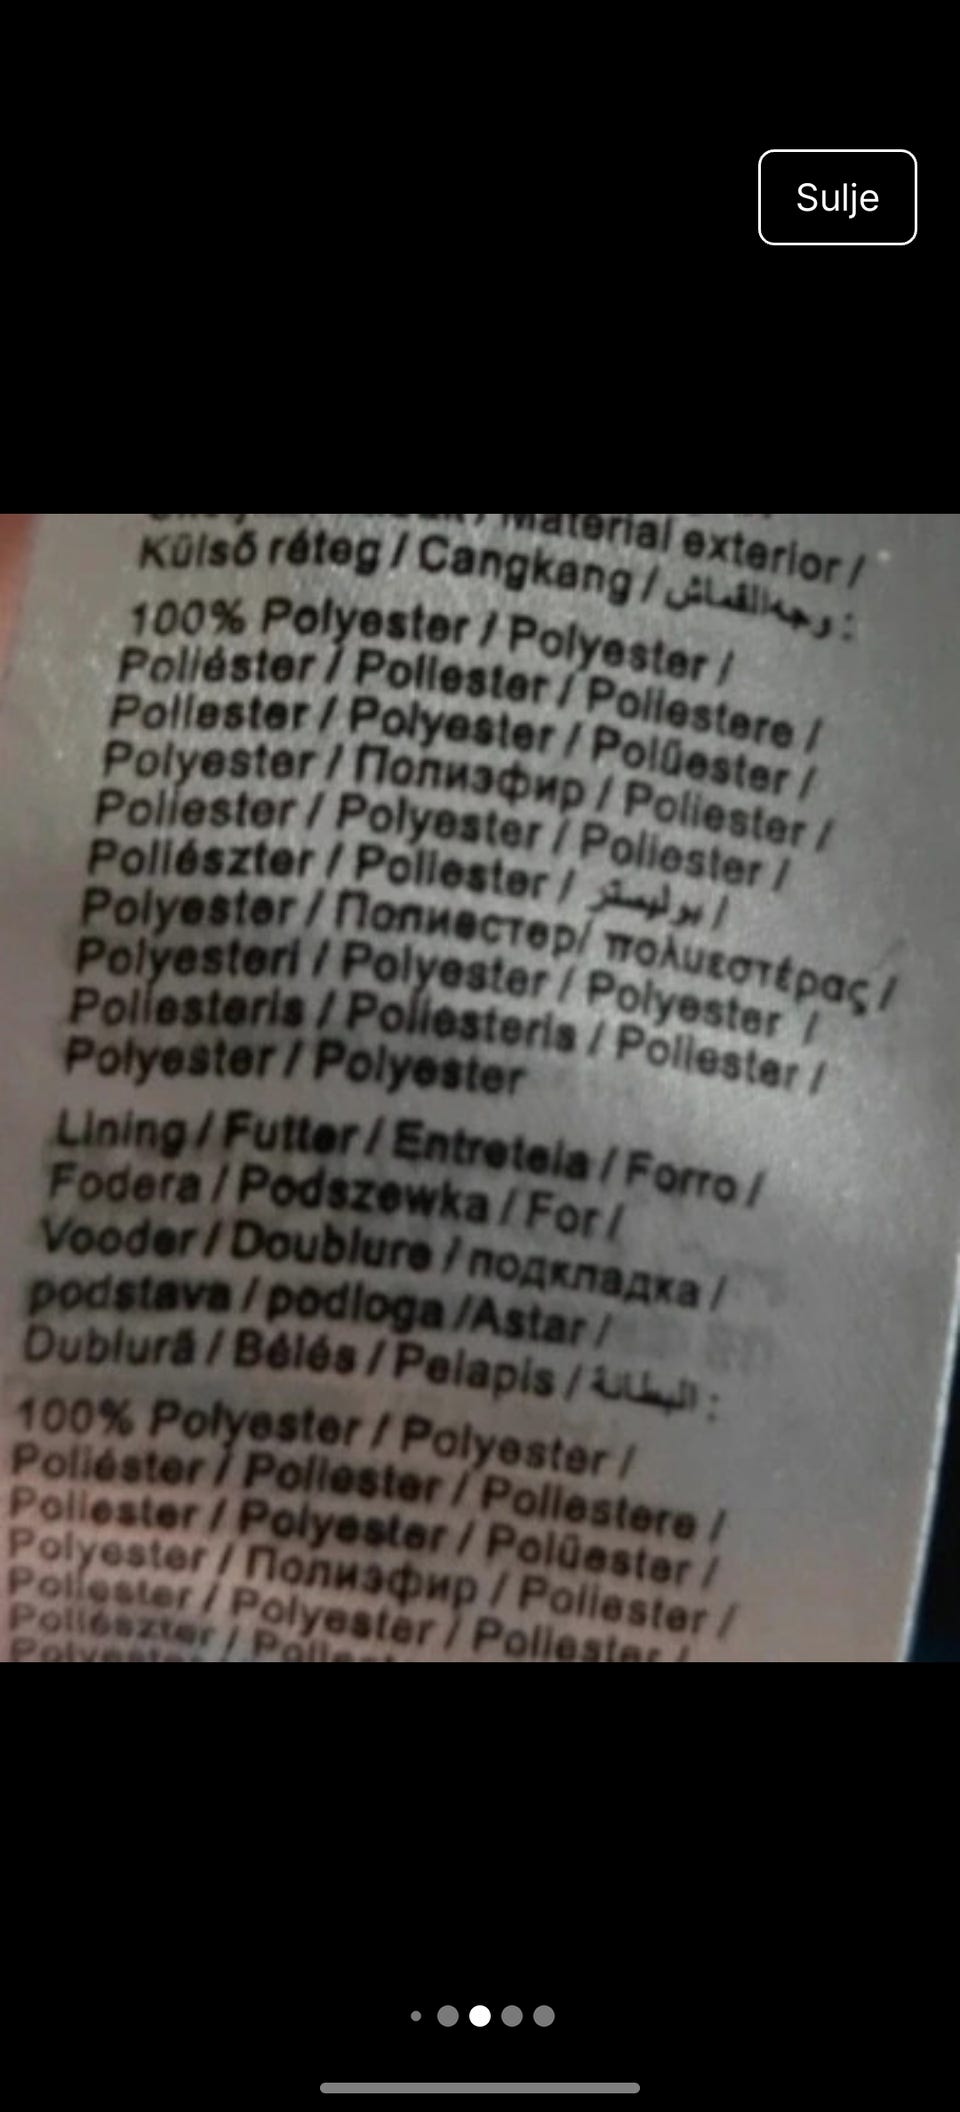 Sulje
Material exterior /
Külső réteg / Cangkang / وجه القماش :
100% Polyester / Polyester /
Poliéster / Poliester / Poliestere /
Poliester / Polyester / Polüester /
Polyester / Полиэфир / Poliester /
Poliester / Polyester / Poliester /
Poliészter / Poliester / بوليستر /
Polyester / Полиестер/ πολυεστέρας /
Polyesteri / Polyester / Polyester /
Poliesteris / Poliesteris / Poliester /
Polyester / Polyester
Lining / Futter / Entretela / Forro /
Fodera / Podszewka / For /
Vooder / Doublure / подкладка /
podstava / podloga /Astar /
Dublură / Bélés / Pelapis / البطانة :
100% Polyester / Polyester /
Poliéster / Poliester / Poliestere /
Poliester / Polyester / Polüester /
Polyester / Полиэфир / Poliester /
Poliester / Polyester / Poliester /
Poliészter /